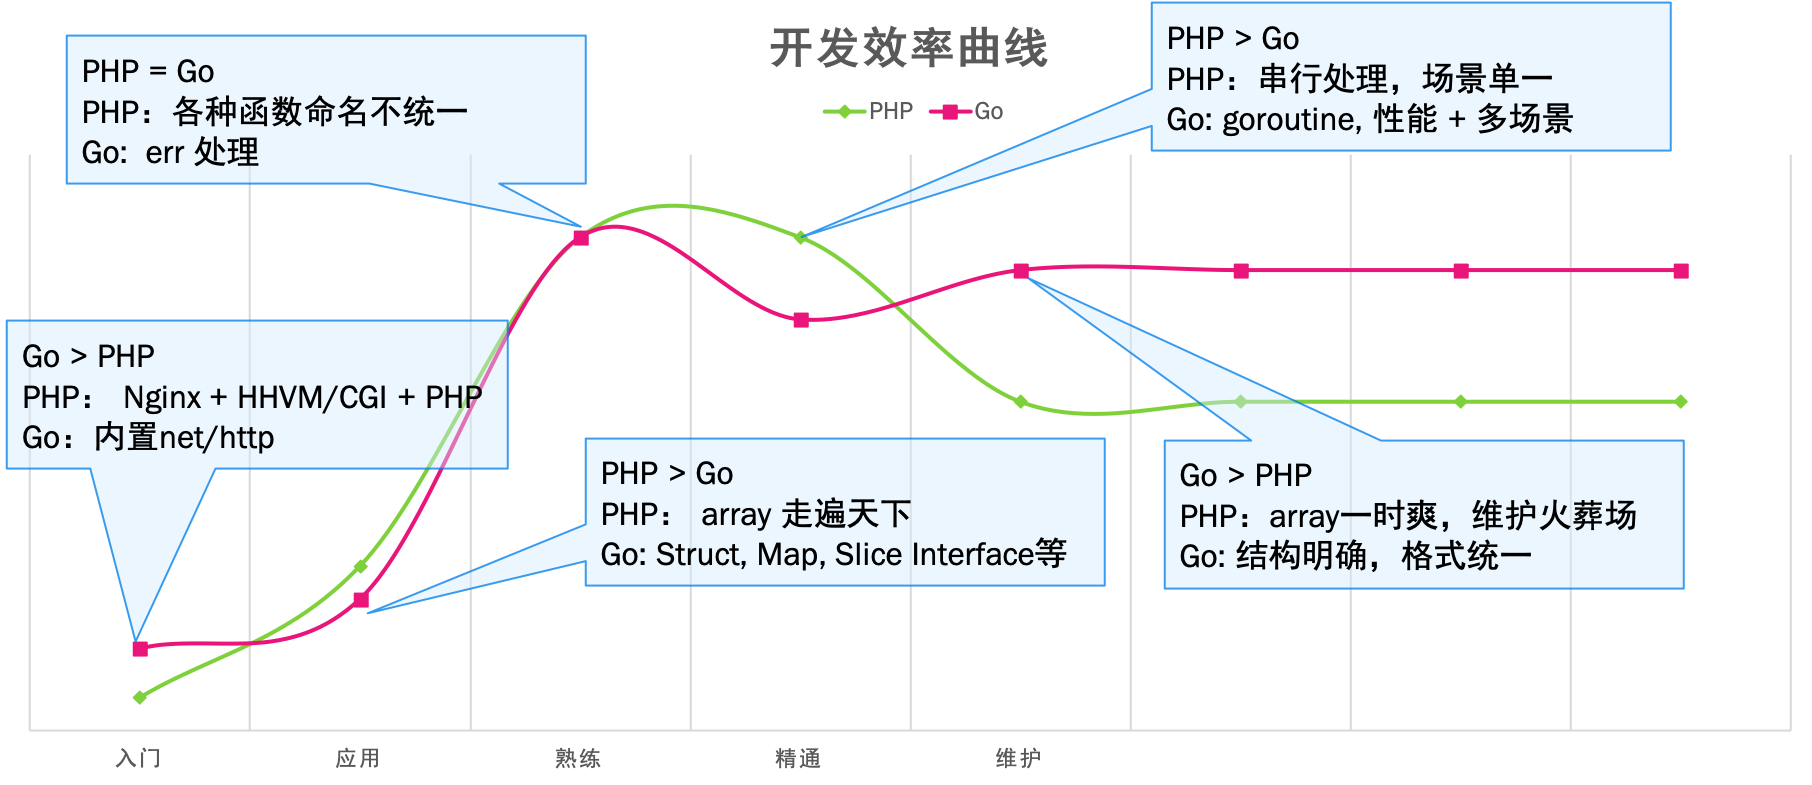 开发效率曲线
PHP
Go
PHP = Go
PHP：各种函数命名不统一
Go: err 处理
PHP > Go
PHP：串行处理，场景单一
Go: goroutine, 性能 + 多场景
Go > PHP
PHP： Nginx + HHVM/CGI + PHP
Go：内置net/http
PHP > Go
PHP： array 走遍天下
Go: Struct, Map, Slice Interface等
Go > PHP
PHP：array一时爽，维护火葬场
Go: 结构明确，格式统一
入门
应用
熟练
精通
维护